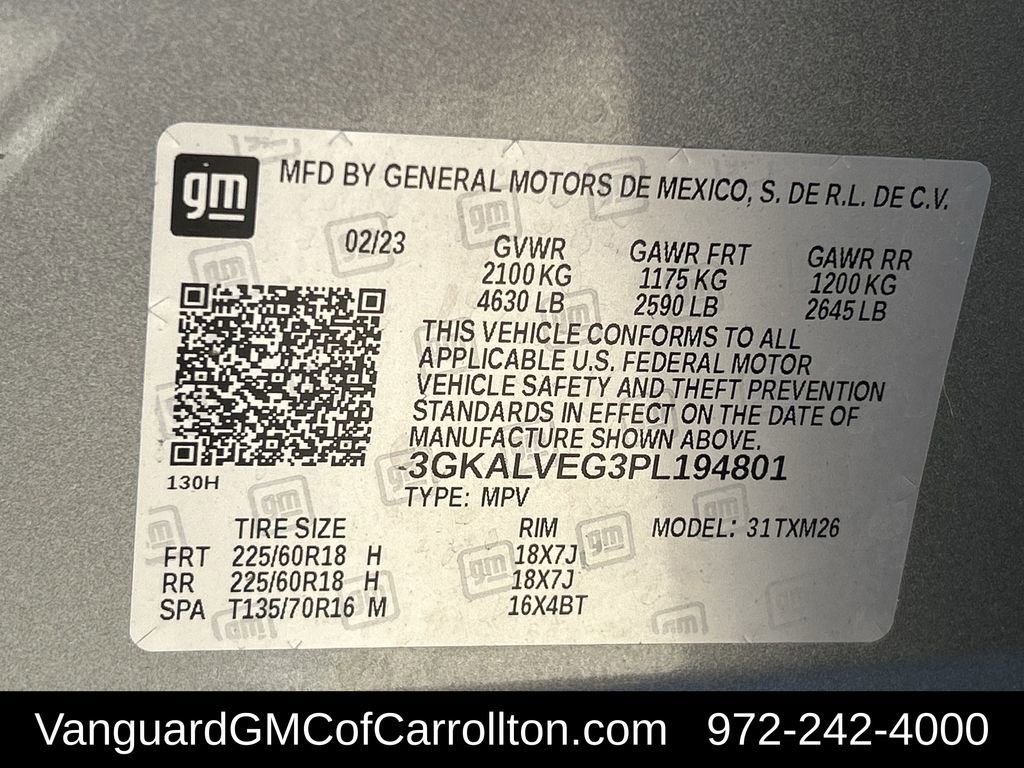 gm MFD BY GENERAL MOTORS DE MEXICO, S. DE R.L. DE C.V.
02/23 GVWR GAWR FRT GAWR RR
2100 KG 1175 KG 1200 KG
4630 LB 2590 LB 2645 LB
THIS VEHICLE CONFORMS TO ALL
APPLICABLE U.S. FEDERAL MOTOR
VEHICLE SAFETY AND THEFT PREVENTION
STANDARDS IN EFFECT ON THE DATE OF
MANUFACTURE SHOWN ABOVE.
-3GKALVEG3PL194801
130H
TYPE: MPV
TIRE SIZE RIM MODEL: 31TXM26
FRT 225/60R18 H 18X7J
RR 225/60R18 H 18X7J
SPA T135/70R16 M 16X4BT
VanguardGMCofCarrollton.com 972-242-4000